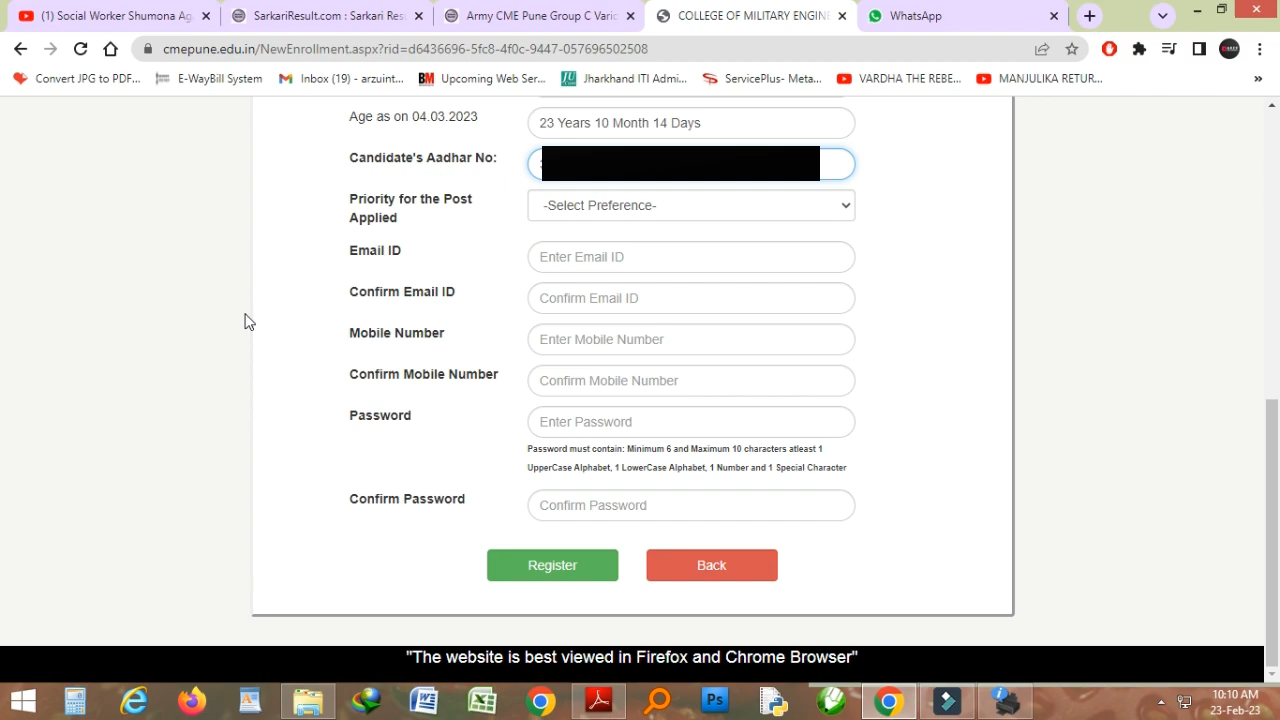 (1) Social Worker Shumona Ag
SarkariResult.com : Sarkari Res
Army CME Pune Group C Vario
COLLEGE OF MILITARY ENGINE
WhatsApp
cmepune.edu.in/NewEnrollment.aspx?rid=d6436696-5fc8-4f0c-9447-057696502508
Convert JPG to PDF...
E-WayBill System
Inbox (19) - arzuint...
Upcoming Web Ser...
Jharkhand ITI Admi...
ServicePlus- Meta...
VARDHA THE REBE...
MANJULIKA RETUR...
»
Age as on 04.03.2023
23 Years 10 Month 14 Days
Candidate's Aadhar No:
Priority for the Post
Applied
-Select Preference-
Email ID
Enter Email ID
Confirm Email ID
Confirm Email ID
Mobile Number
Enter Mobile Number
Confirm Mobile Number
Confirm Mobile Number
Password
Enter Password
Password must contain: Minimum 6 and Maximum 10 characters atleast 1
UpperCase Alphabet, 1 LowerCase Alphabet, 1 Number and 1 Special Character
Confirm Password
Confirm Password
Register
Back
"The website is best viewed in Firefox and Chrome Browser"
Ps
10:10 AM
23-Feb-23